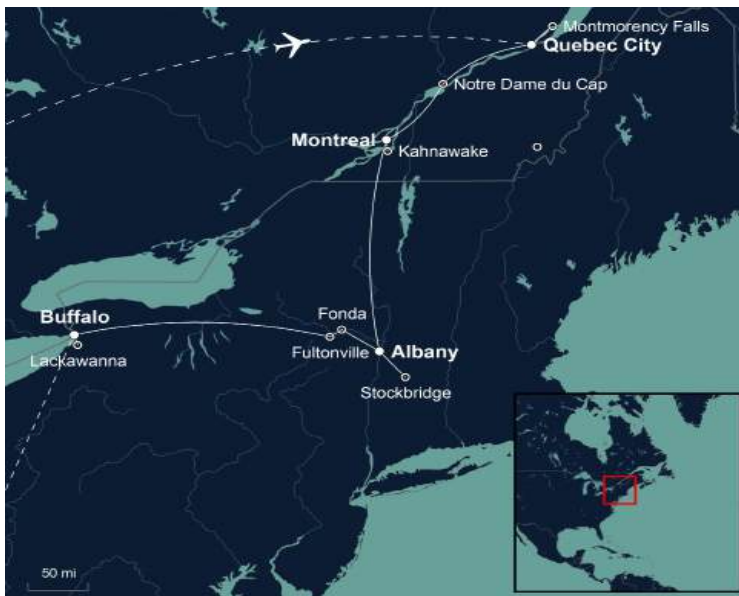 Montmorency Falls
Quebec City
Notre Dame du Cap
Montreal
Kahnawake
Buffalo
Fonda
Lackawanna
Fultonville
Albany
Stockbridge
50 mi